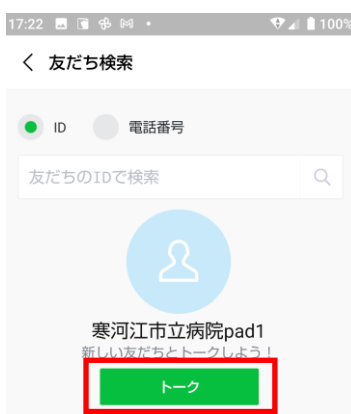 17:22
100%
友だち検索
ID 電話番号
友だちのIDで検索
寒河江市立病院pad1
新しい友だちとトークしよう！
トーク